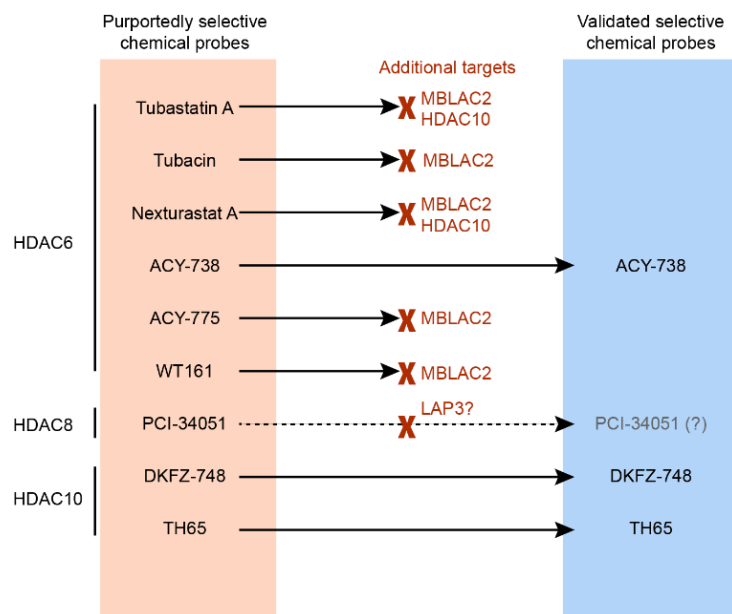 Purportedly selective
chemical probes
Validated selective
chemical probes
Additional targets
Tubastatin A
X MBLAC2
HDAC10
Tubacin
X MBLAC2
Nexturastat A
X MBLAC2
HDAC10
HDAC6
ACY-738
ACY-738
ACY-775
X MBLAC2
WT161
X MBLAC2
HDAC8
PCI-34051
X LAP3?
PCI-34051 (?)
HDAC10
DKFZ-748
DKFZ-748
TH65
TH65